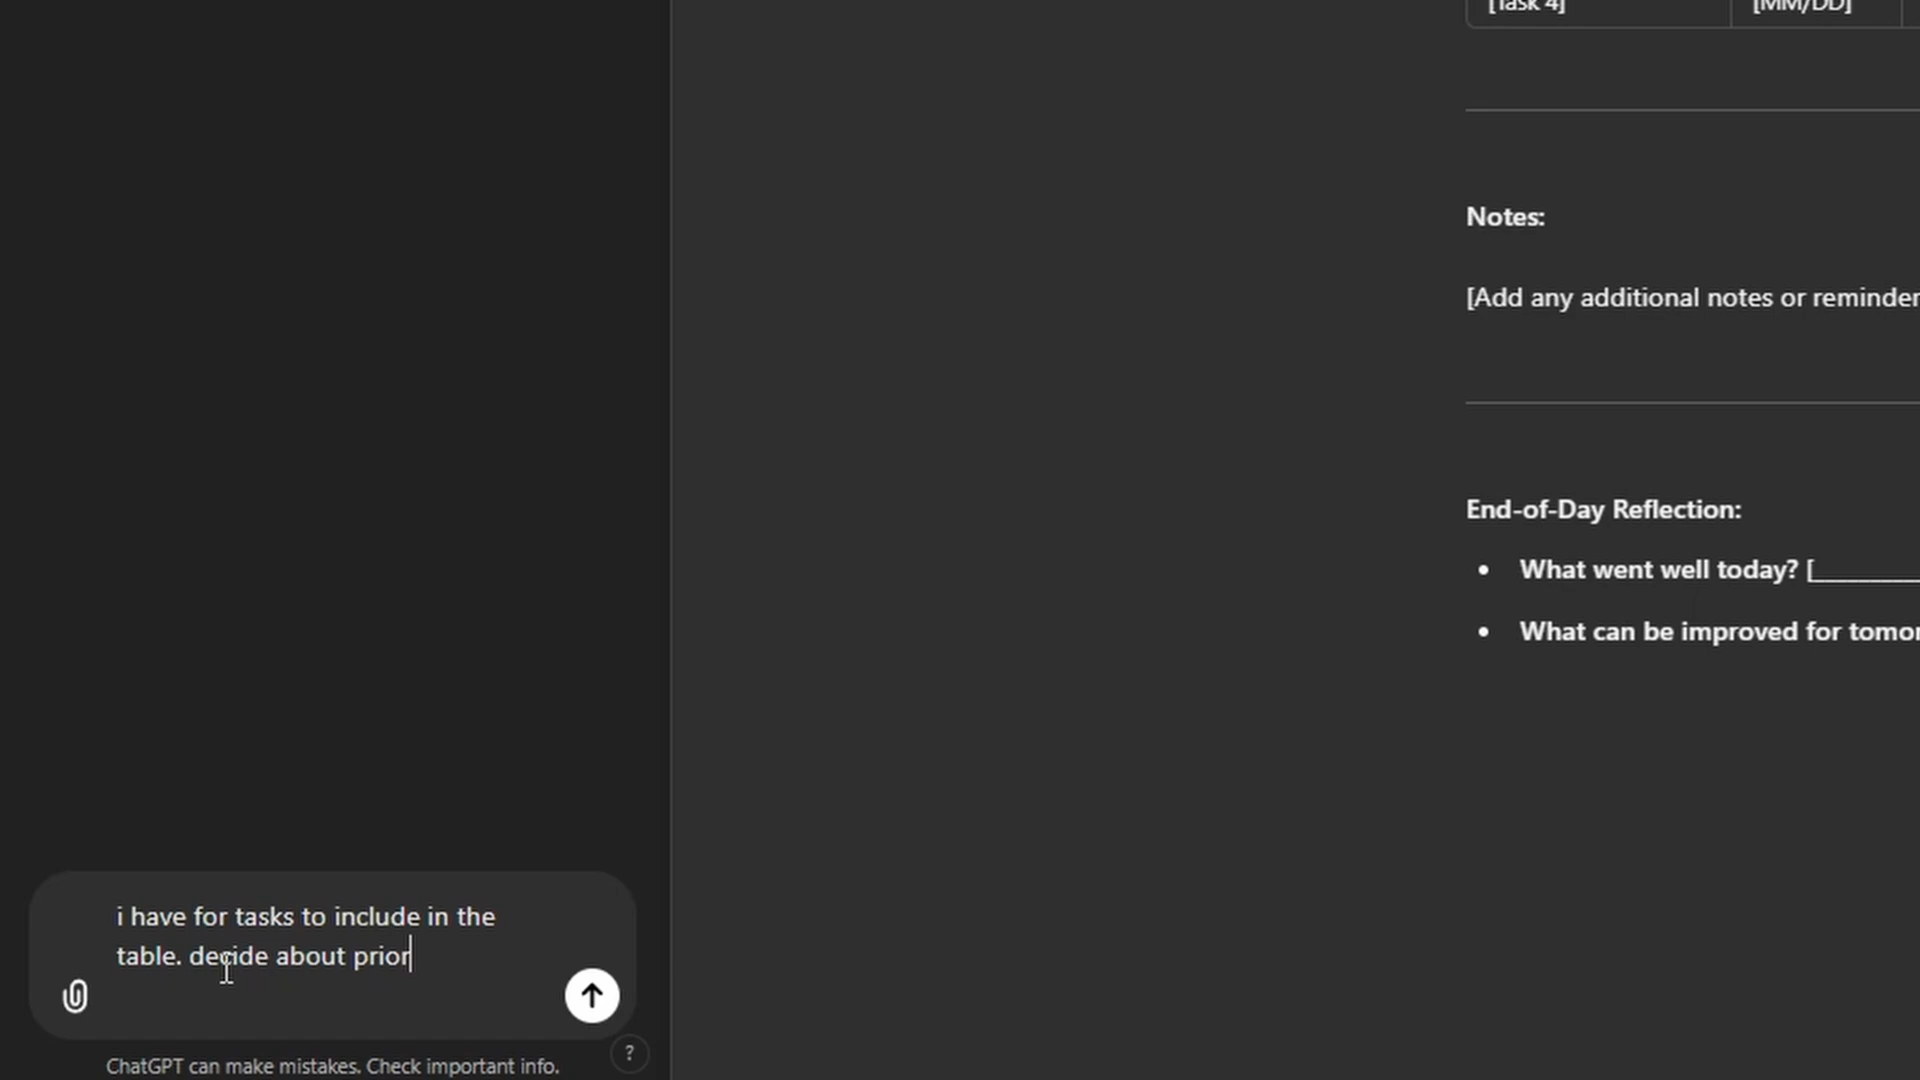 [Task 4] [MM/DD]
Notes:
[Add any additional notes or reminder
End-of-Day Reflection:
• What went well today? [________
• What can be improved for tomor
i have for tasks to include in the
table. decide about prior
ChatGPT can make mistakes. Check important info.
?